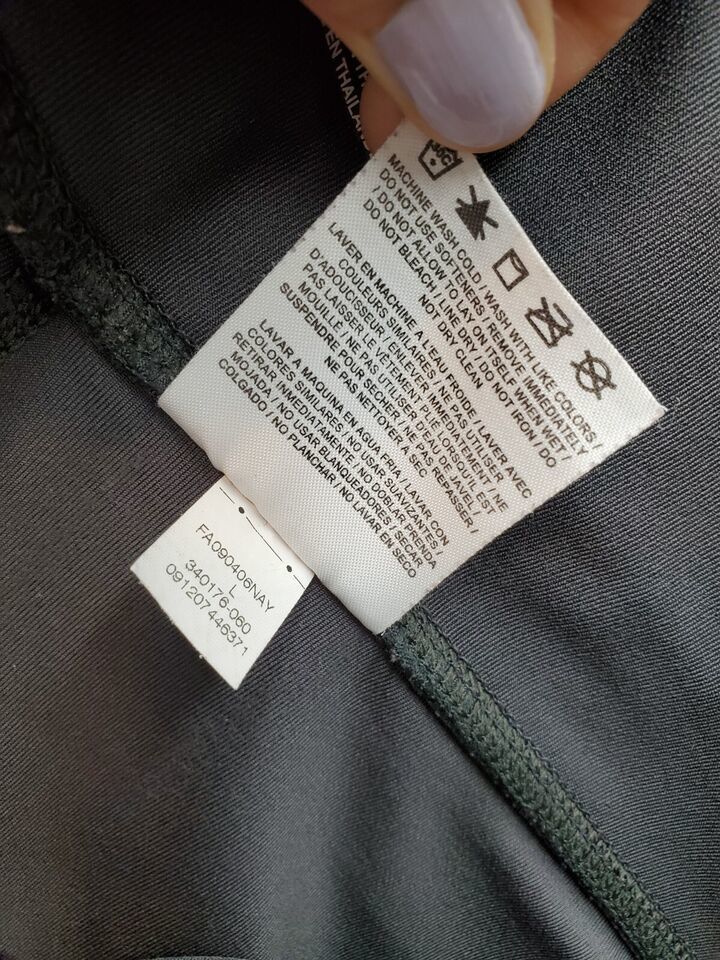 EN THAILAN
MACHINE WASH COLD / WASH WITH LIKE COLORS /
DO NOT USE SOFTENERS / REMOVE IMMEDIATELY
/ DO NOT ALLOW TO LAY ON ITSELF WHEN WET /
DO NOT BLEACH / LINE DRY / DO NOT IRON / DO
NOT DRY CLEAN
LAVER EN MACHINE A L'EAU FROIDE / LAVER AVEC
COULEURS SIMILAIRES / NE PAS UTILISER
D'ADOUCISSEUR / ENLEVER IMMEDIATEMENT / NE
PAS LAISSER LE VÊTEMENT PLIÉ LORSQU'IL EST
MOUILLE / NE PAS UTILISER D'EAU DE JAVEL /
SUSPENDRE POUR SÉCHER / NE PAS REPASSER /
NE PAS NETTOYER / SEC
LAVAR A MAQUINA EN AGUA FRIA / LAVAR CON
COLORES SIMILARES / NO USAR SUAVIZANTES /
RETIRAR INMEDIATAMENTE / NO DOBLAR PRENDA
MOJADA / NO USAR BLANQUEADORES / SECAR
COLGADO / NO PLANCHAR / NO LAVAR EN SECO
FA090406NAY
L
340176-060
091207446371